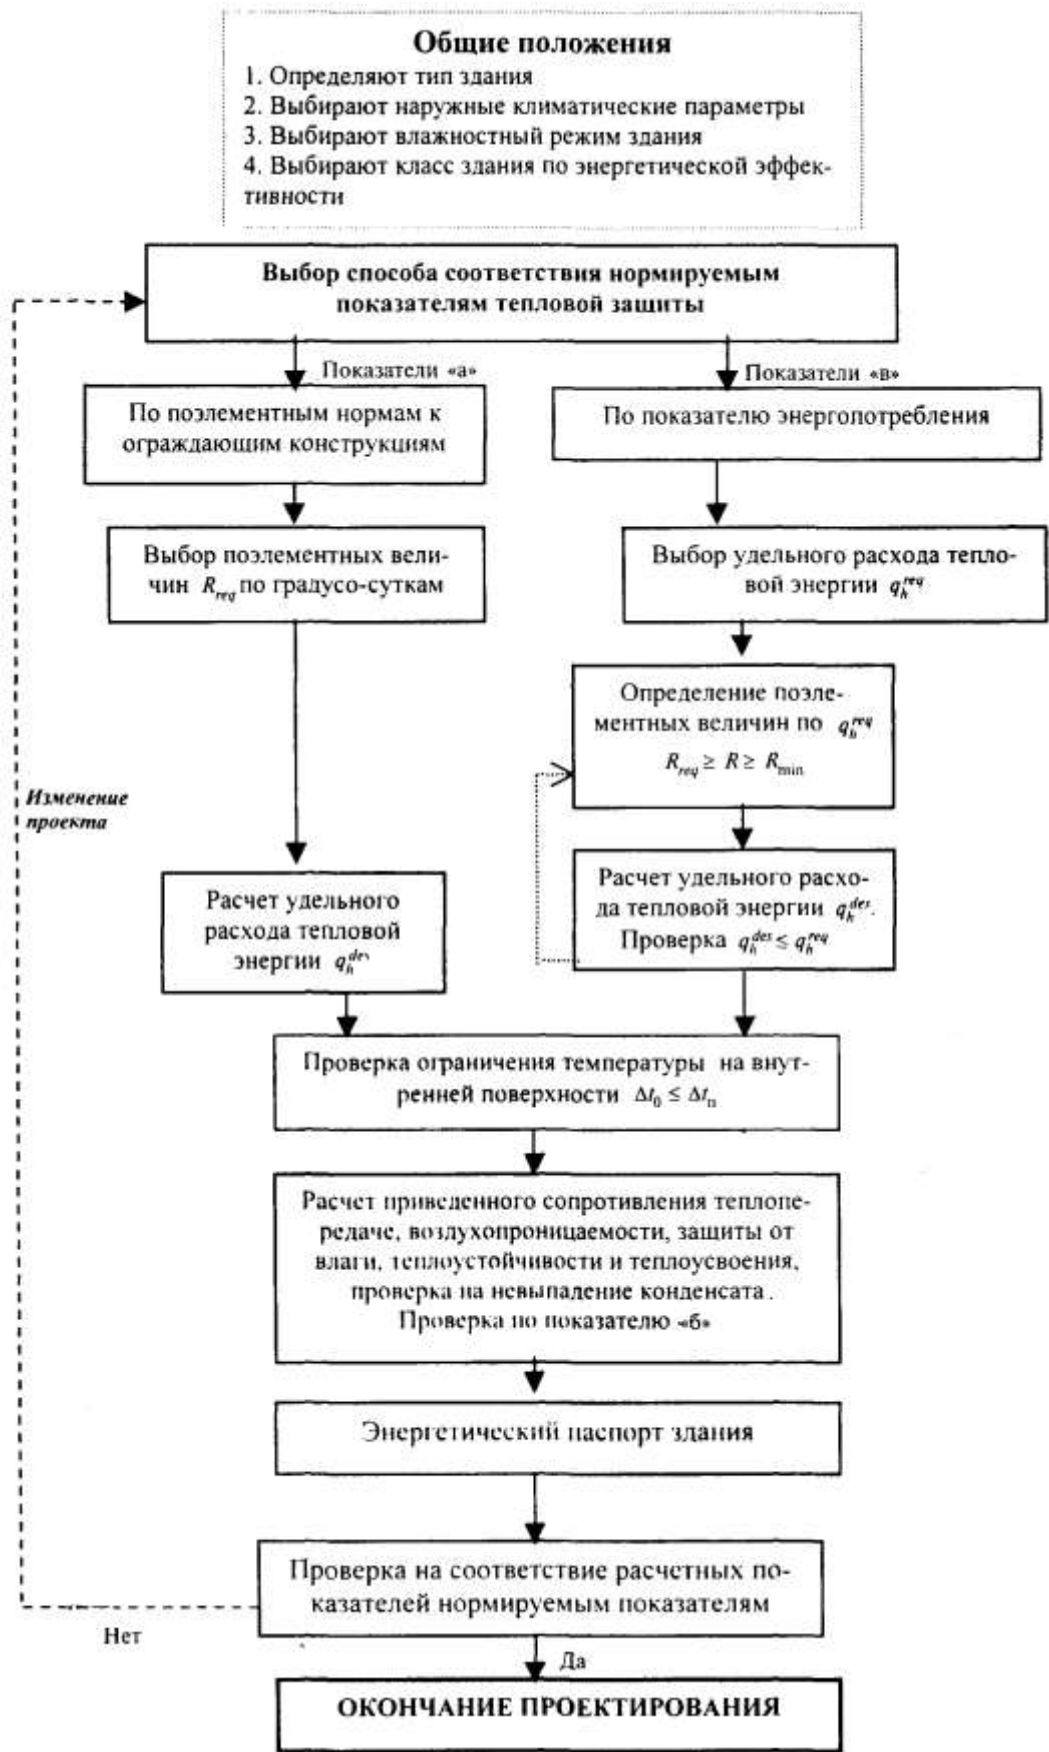 Общие положения
1. Определяют тип здания
2. Выбирают наружные климатические параметры
3. Выбирают влажностный режим здания
4. Выбирают класс здания по энергетической эффек-
тивности
Выбор способа соответствия нормируемым
показателям тепловой защиты
Показатели «а»
Показатели «в»
По поэлементным нормам к
ограждающим конструкциям
По показателю энергопотребления
Выбор поэлементных вели-
чин R_req по градусо-суткам
Выбор удельного расхода тепло-
вой энергии q_h^req
Определение поэле-
ментных величин по q_h^req
R_req ≥ R ≥ R_min
Изменение
проекта
Расчет удельного
расхода тепловой
энергии q_h^des
Расчет удельного расхо-
да тепловой энергии q_h^des.
Проверка q_h^des ≤ q_h^req
Проверка ограничения температуры на внут-
ренней поверхности Δt_0 ≤ Δt_n
Расчет приведенного сопротивления теплопе-
редаче, воздухопроницаемости, защиты от
влаги, теплоустойчивости и теплоусвоения,
проверка на невыпадение конденсата.
Проверка по показателю «б»
Энергетический паспорт здания
Проверка на соответствие расчетных по-
казателей нормируемым показателям
Нет
Да
ОКОНЧАНИЕ ПРОЕКТИРОВАНИЯ